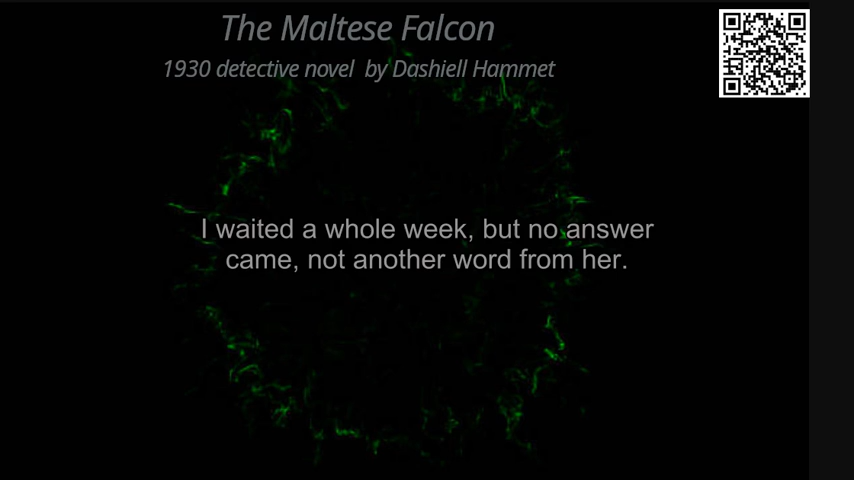 The Maltese Falcon
1930 detective novel by Dashiell Hammet
I waited a whole week, but no answer
came, not another word from her.